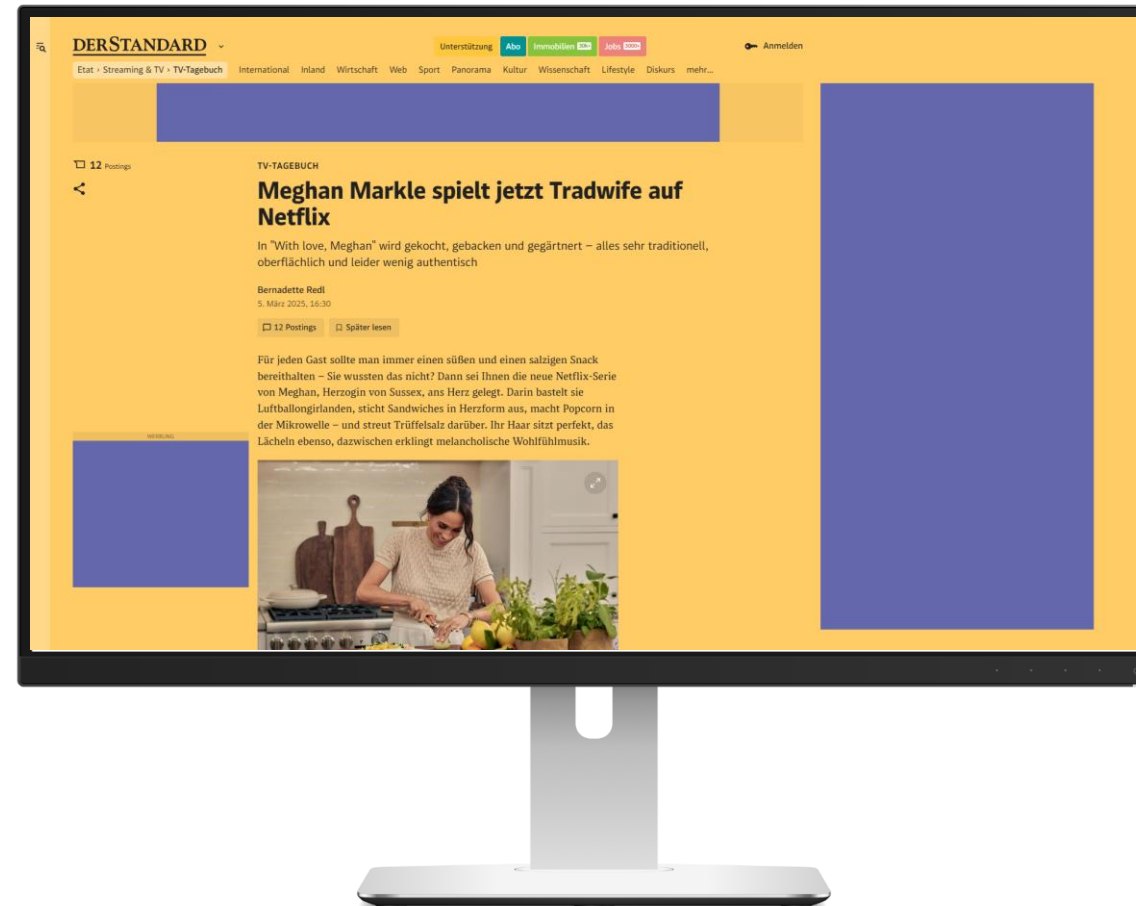 DERSTANDARD
Unterstützung Abo Immobilien Jobs Anmelden
Etat › Streaming & TV › TV-Tagebuch International Inland Wirtschaft Web Sport Panorama Kultur Wissenschaft Lifestyle Diskurs mehr...
12 Postings
TV-TAGEBUCH
Meghan Markle spielt jetzt Tradwife auf
Netflix
In "With love, Meghan" wird gekocht, gebacken und gegärtnert – alles sehr traditionell,
oberflächlich und leider wenig authentisch
Bernadette Redl
5. März 2025, 16:30
12 Postings Später lesen
Für jeden Gast sollte man immer einen süßen und einen salzigen Snack
bereithalten – Sie wussten das nicht? Dann sei Ihnen die neue Netflix-Serie
von Meghan, Herzogin von Sussex, ans Herz gelegt. Darin bastelt sie
Luftballongirlanden, sticht Sandwiches in Herzform aus, macht Popcorn in
der Mikrowelle – und streut Trüffelsalz darüber. Ihr Haar sitzt perfekt, das
Lächeln ebenso, dazwischen erklingt melancholische Wohlfühlmusik.
WERBUNG